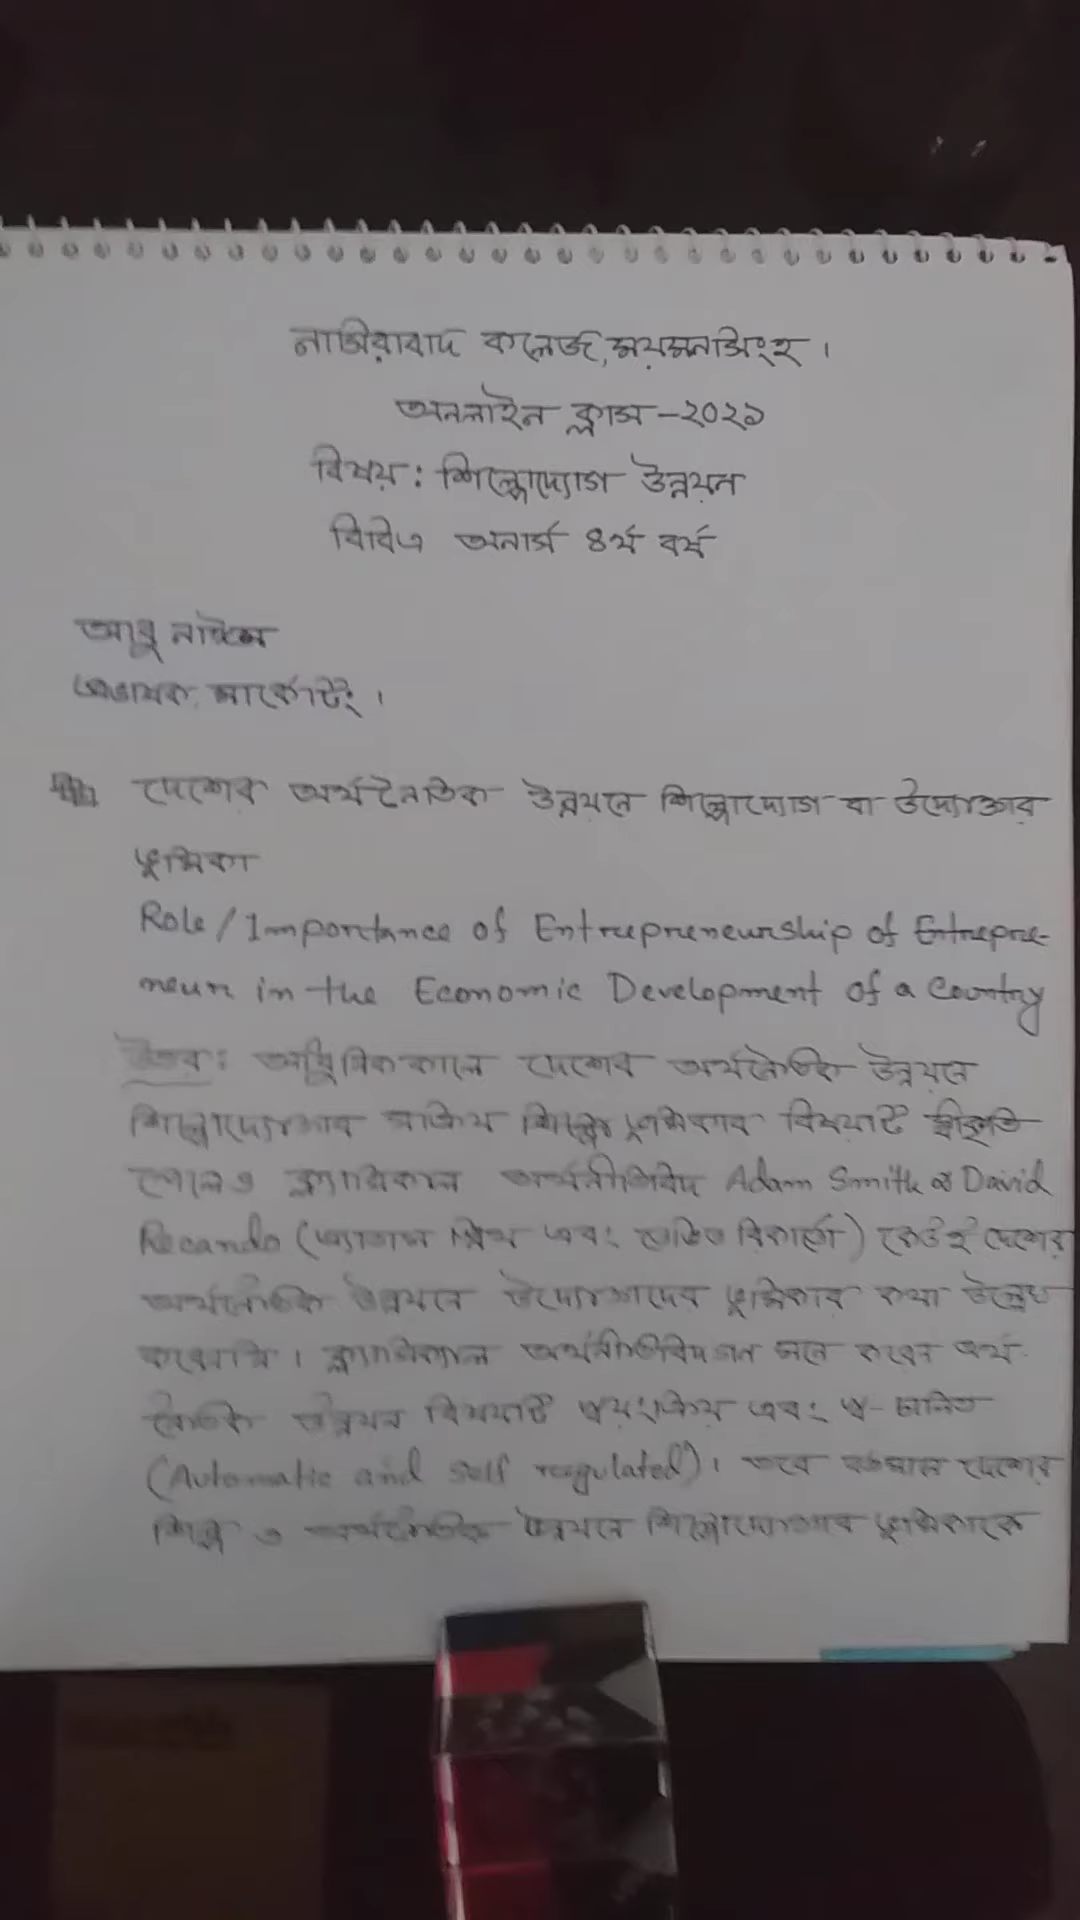 নাসিরাবাদ কলেজ, ময়মনসিংহ।
অনলাইন ক্লাস -২০২১
বিষয়: শিল্পোদ্যোগ উন্নয়ন
বিবিএ অনার্স ৪র্থ বর্ষ
আবু নাঈম
প্রভাষক, মার্কেটিং।
দেশের অর্থনৈতিক উন্নয়নে শিল্পোদ্যোগ বা উদ্যোক্তার
ভূমিকা
Role/Importance of Entrepreneurship of Entrepre-
neur in the Economic Development of a Country
উত্তর: আধুনিককালে দেশের অর্থনৈতিক উন্নয়নে
শিল্পোদ্যোক্তার সক্রিয় শিল্পে ভূমিকার বিষয়টি স্বীকৃতি
পেলেও ক্লাসিকাল অর্থনীতিবিদ Adam Smith & David
Recardo (অ্যাডাম স্মিথ এবং ডেভিড রিকার্ডো) কেউই দেশের
অর্থনৈতিক উন্নয়নে উদ্যোক্তাদের ভূমিকার কথা উল্লেখ
করেননি। ক্লাসিক্যাল অর্থনীতিবিদগন মনে করেন অর্থ-
নৈতিক উন্নয়ন বিষয়টি স্বয়ংক্রিয় এবং স্ব-চালিত
(Automatic and self regulated)। তবে বর্তমান দেশের
শিল্প ও অর্থনৈতিক উন্নয়নে শিল্পোদ্যোক্তার ভূমিকাকে